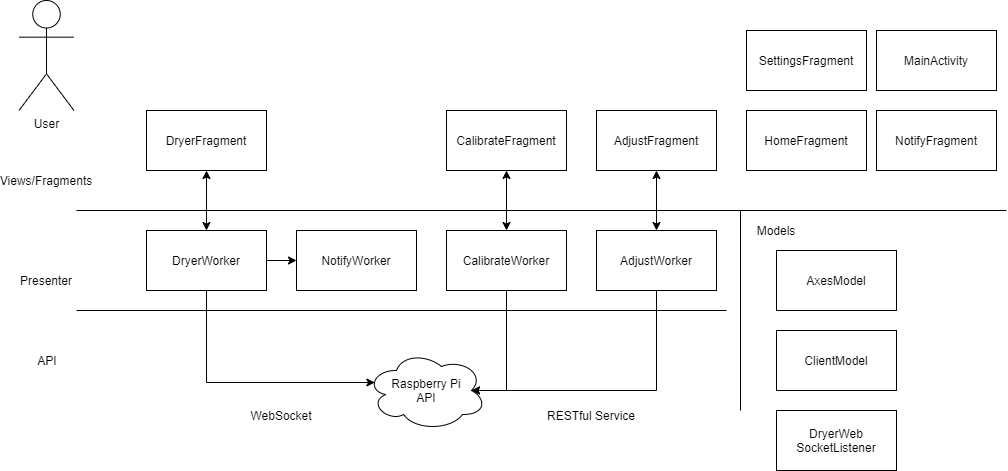 SettingsFragment
MainActivity
User
DryerFragment
CalibrateFragment
AdjustFragment
HomeFragment
NotifyFragment
Views/Fragments
Models
DryerWorker
NotifyWorker
CalibrateWorker
AdjustWorker
Presenter
AxesModel
API
ClientModel
Raspberry Pi
API
WebSocket
RESTful Service
DryerWeb
SocketListener